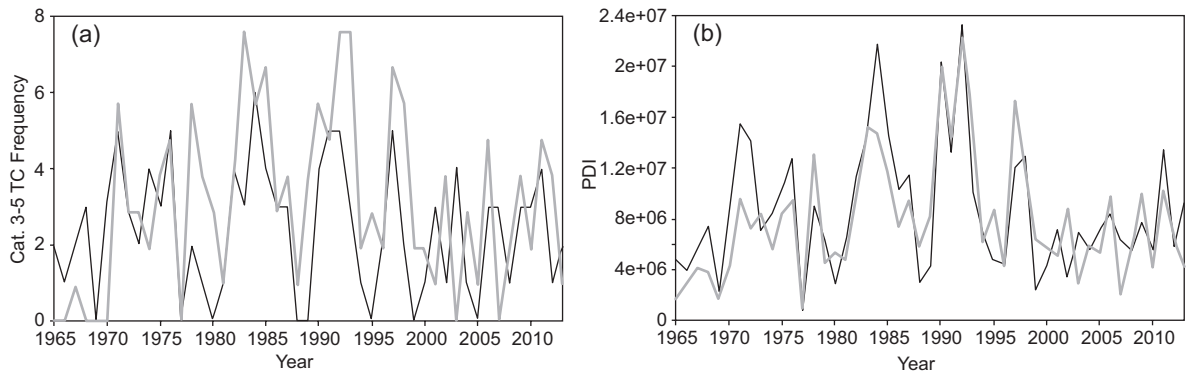 (a)
Cat. 3-5 TC Frequency
8
6
4
2
0
1965 1970 1975 1980 1985 1990 1995 2000 2005 2010
Year
(b)
PDI
2.4e+07
2e+07
1.6e+07
1.2e+07
8e+06
4e+06
0
1965 1970 1975 1980 1985 1990 1995 2000 2005 2010
Year